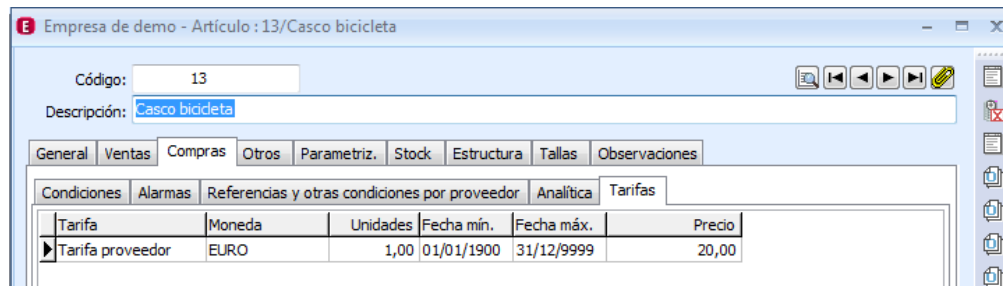 E Empresa de demo - Artículo : 13/Casco bicicleta
Código: 13
Descripción: Casco bicicleta
General Ventas Compras Otros Parametriz. Stock Estructura Tallas Observaciones
Condiciones Alarmas Referencias y otras condiciones por proveedor Analítica Tarifas
Tarifa Moneda Unidades Fecha mín. Fecha máx. Precio
Tarifa proveedor EURO 1,00 01/01/1900 31/12/9999 20,00